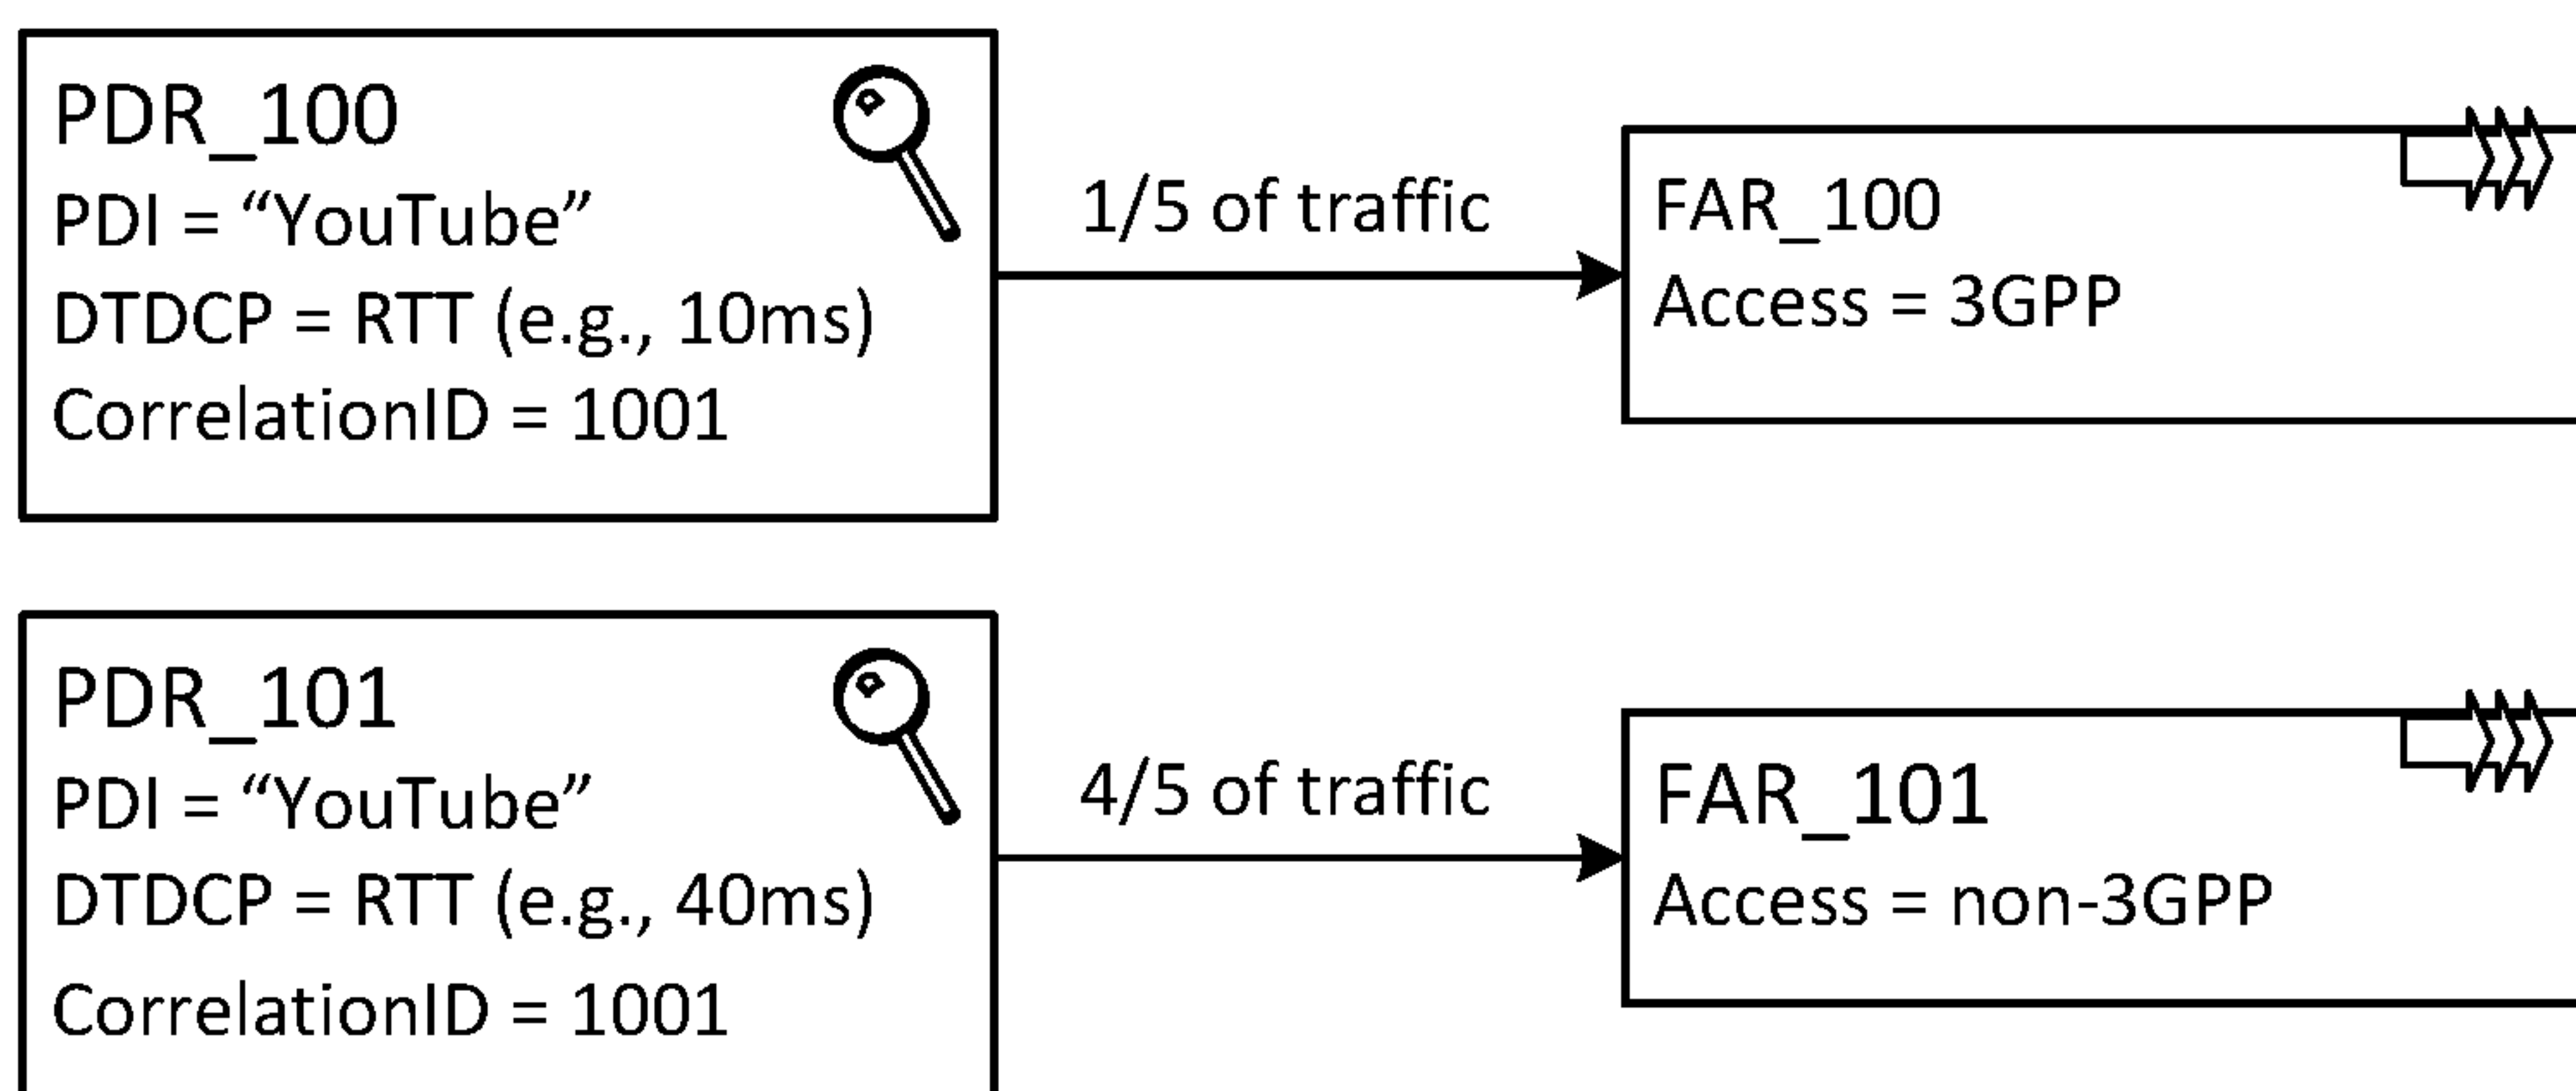 PDR_100
PDI = “YouTube”
DTDCP = RTT (e.g., 10ms)
CorrelationID = 1001
1/5 of traffic
FAR_100
Access = 3GPP
PDR_101
PDI = “YouTube”
DTDCP = RTT (e.g., 40ms)
CorrelationID = 1001
4/5 of traffic
FAR_101
Access = non-3GPP